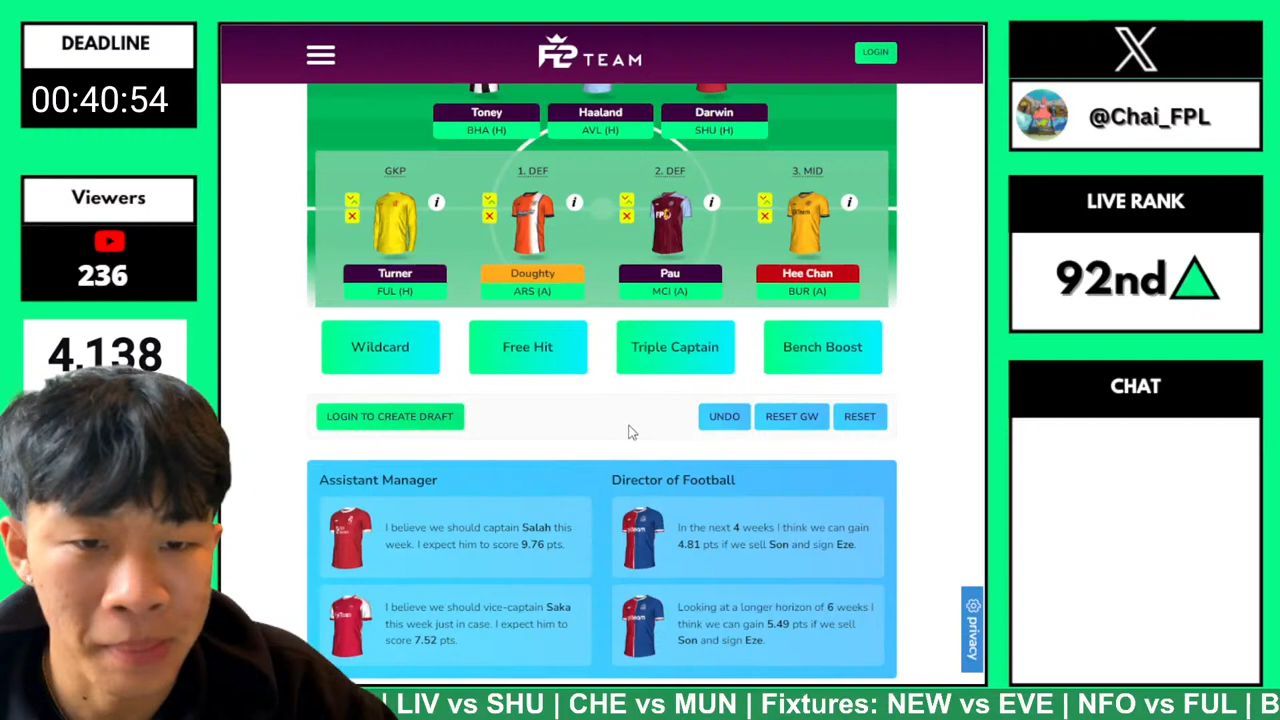 DEADLINE
00:40:54
Viewers
236
4,138
TEAM
LOGIN
Toney
BHA (H)
Haaland
AVL (H)
Darwin
SHU (H)
GKP
1. DEF
2. DEF
3. MID
Turner
FUL (H)
Doughty
ARS (A)
Pau
MCI (A)
Hee Chan
BUR (A)
Wildcard
Free Hit
Triple Captain
Bench Boost
LOGIN TO CREATE DRAFT
UNDO
RESET GW
RESET
Assistant Manager
I believe we should captain Salah this
week. I expect him to score 9.76 pts.
I believe we should vice-captain Saka
this week just in case. I expect him to
score 7.52 pts.
Director of Football
In the next 4 weeks I think we can gain
4.81 pts if we sell Son and sign Eze.
Looking at a longer horizon of 6 weeks I
think we can gain 5.49 pts if we sell
Son and sign Eze.
privacy
X
@Chai_FPL
LIVE RANK
92nd
CHAT
| LIV vs SHU | CHE vs MUN | Fixtures: NEW vs EVE | NFO vs FUL | B